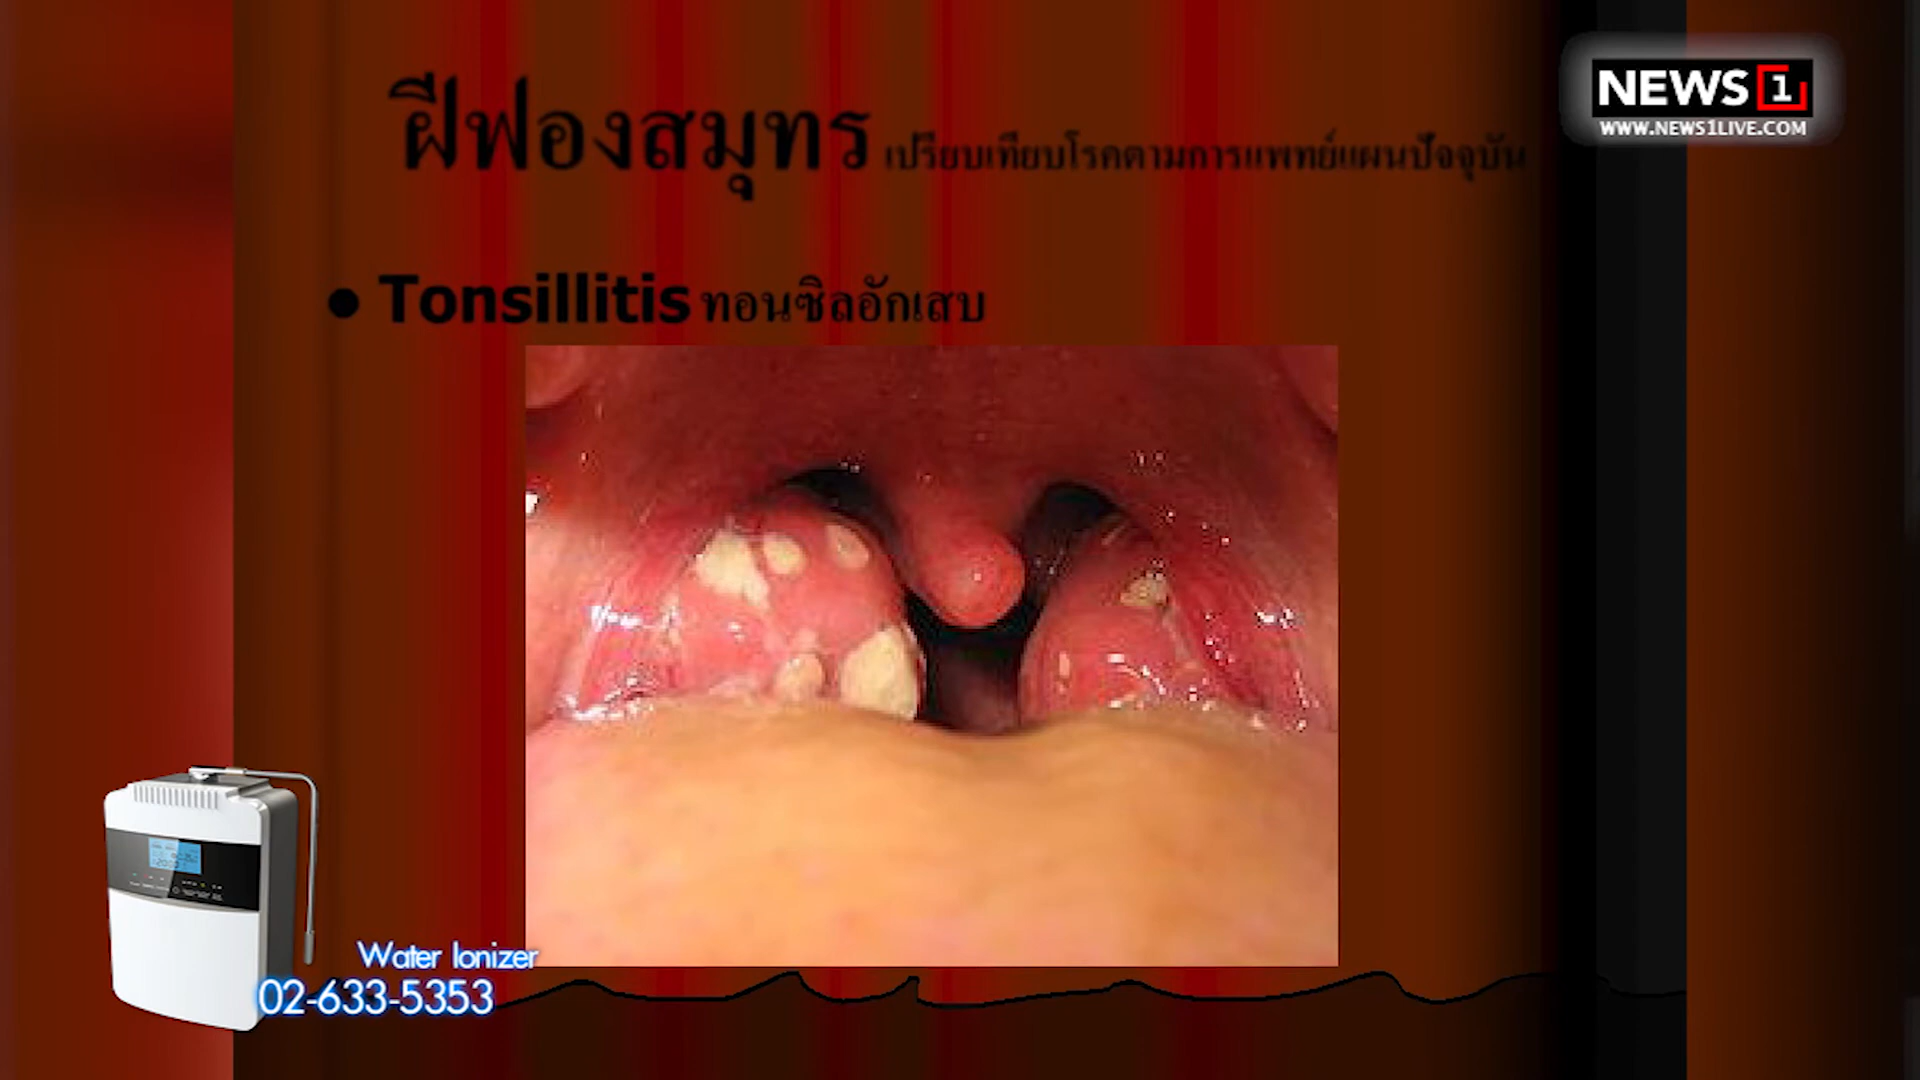 ฝีฟองสมุทร เปรียบเทียบโรคตามการแพทย์แผนปัจจุบัน
NEWS 1
WWW.NEWS1LIVE.COM
• Tonsillitis ทอนซิลอักเสบ
Water Ionizer
02-633-5353